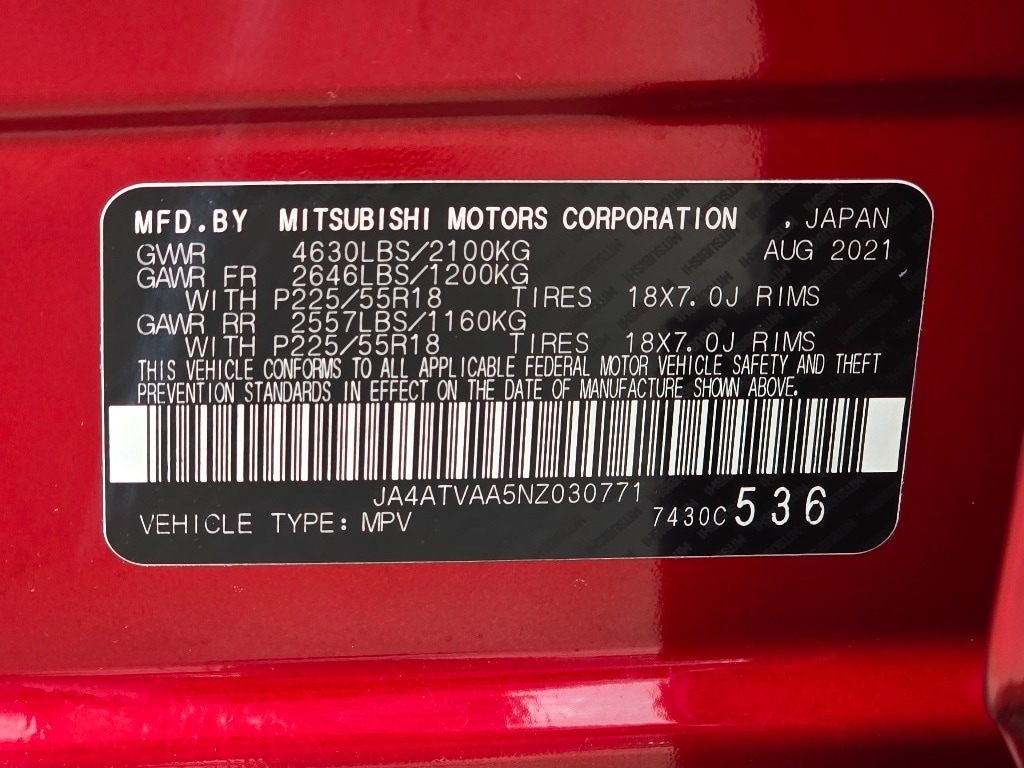 MFD.BY MITSUBISHI MOTORS CORPORATION , JAPAN
GVWR 4630LBS/2100KG AUG 2021
GAWR FR 2646LBS/1200KG
WITH P225/55R18 TIRES 18X7.0J RIMS
GAWR RR 2557LBS/1160KG
WITH P225/55R18 TIRES 18X7.0J RIMS
THIS VEHICLE CONFORMS TO ALL APPLICABLE FEDERAL MOTOR VEHICLE SAFETY AND THEFT
PREVENTION STANDARDS IN EFFECT ON THE DATE OF MANUFACTURE SHOWN ABOVE.
JA4ATVAA5NZ030771
VEHICLE TYPE: MPV 7430C536